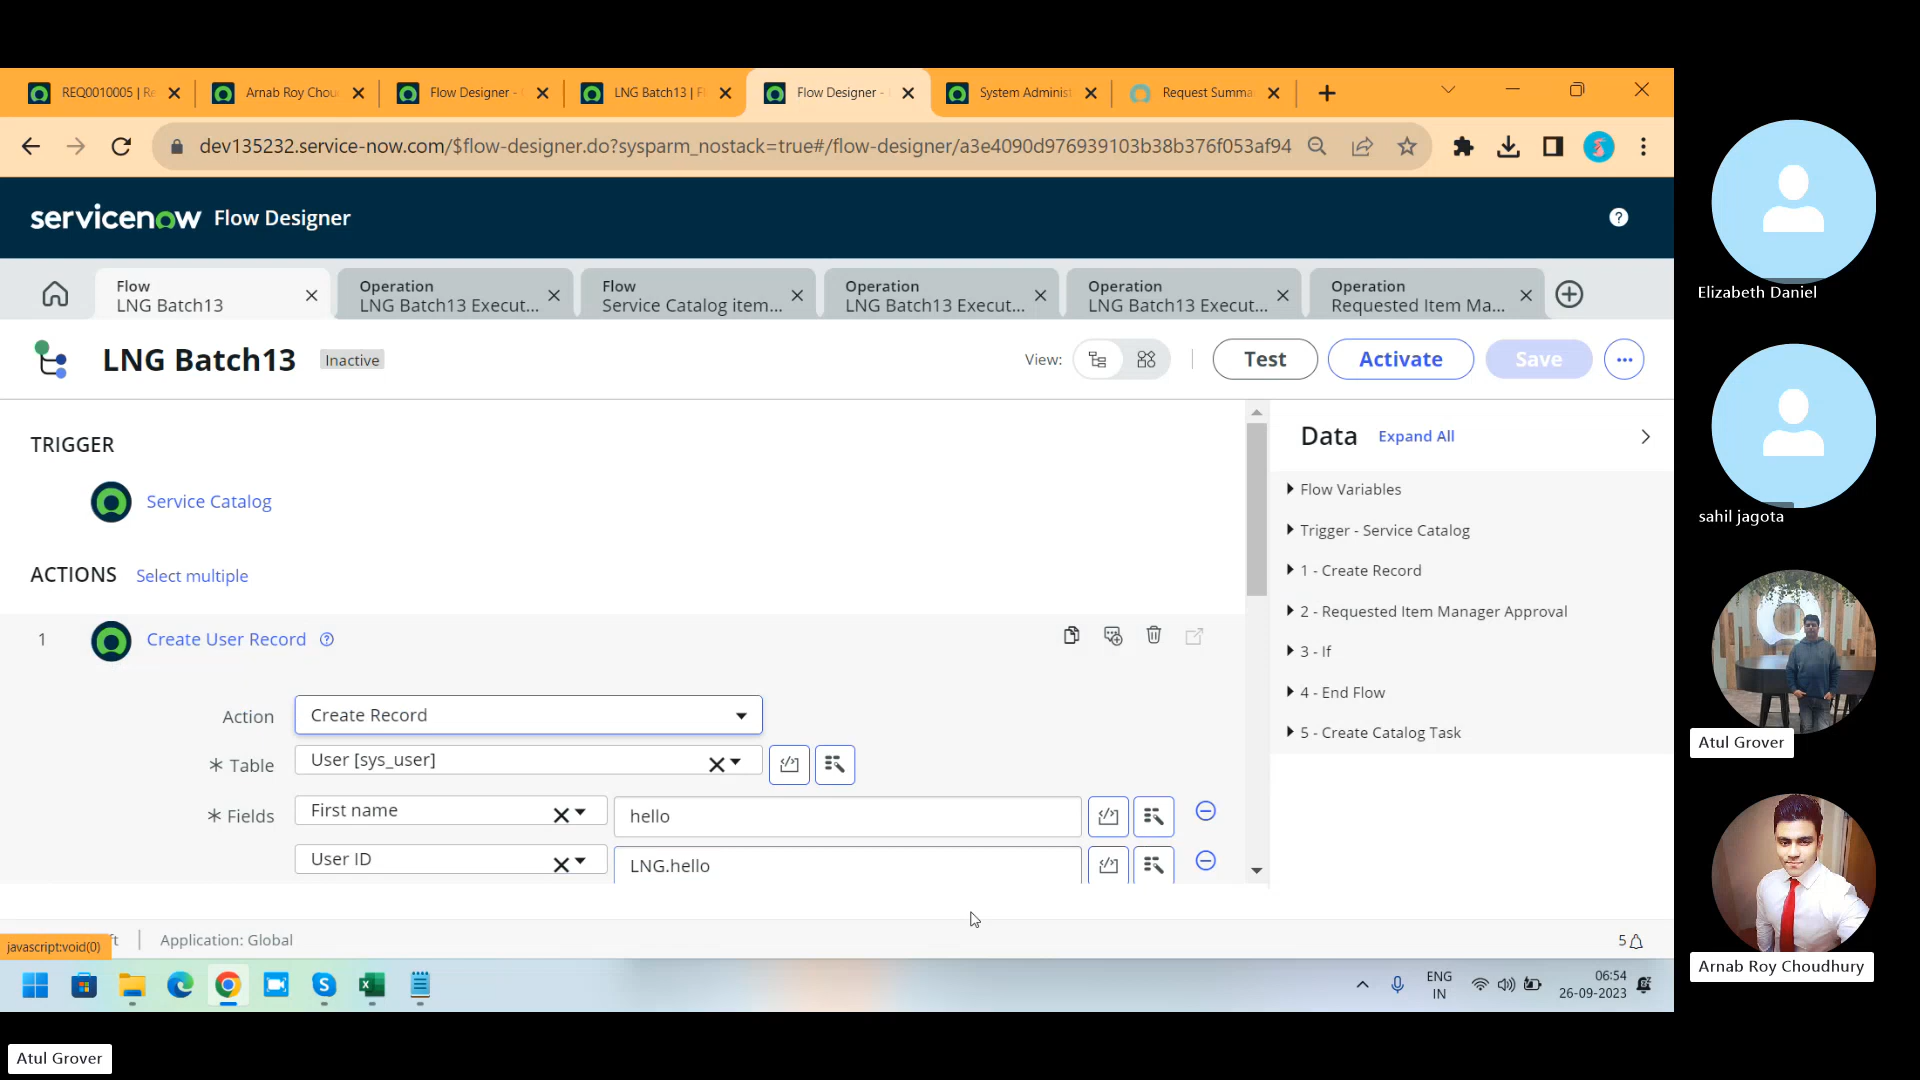 REQ0010005 | Re
Arnab Roy Chou
Flow Designer -
LNG Batch13 | F
Flow Designer -
System Administ
Request Summa
dev135232.service-now.com/$flow-designer.do?sysparm_nostack=true#/flow-designer/a3e4090d976939103b38b376f053af94
servicenow Flow Designer
Flow
LNG Batch13
Operation
LNG Batch13 Execut...
Flow
Service Catalog item...
Operation
LNG Batch13 Execut...
Operation
LNG Batch13 Execut...
Operation
Requested Item Ma...
LNG Batch13
Inactive
View:
Test
Activate
Save
TRIGGER
Service Catalog
ACTIONS
Select multiple
1
Create User Record
Action
Create Record
* Table
User [sys_user]
* Fields
First name
hello
User ID
LNG.hello
Data
Expand All
Flow Variables
Trigger - Service Catalog
1 - Create Record
2 - Requested Item Manager Approval
3 - If
4 - End Flow
5 - Create Catalog Task
javascript:void(0)
Application: Global
5
ENG
IN
06:54
26-09-2023
Elizabeth Daniel
sahil jagota
Atul Grover
Arnab Roy Choudhury
Atul Grover